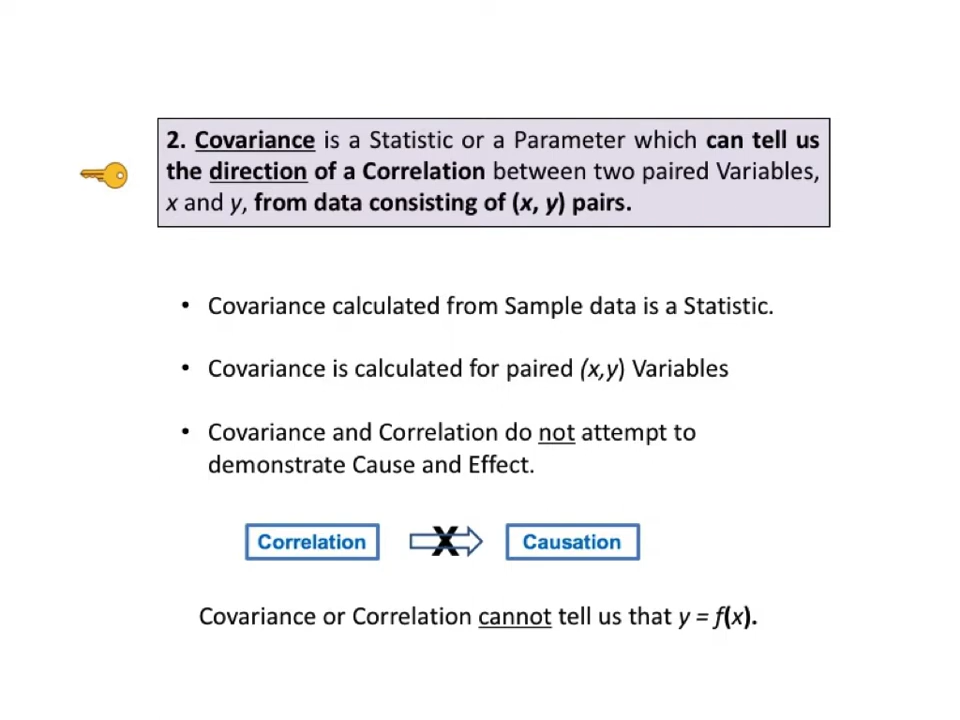 2. Covariance is a Statistic or a Parameter which can tell us
the direction of a Correlation between two paired Variables,
x and y, from data consisting of (x, y) pairs.
• Covariance calculated from Sample data is a Statistic.
• Covariance is calculated for paired (x,y) Variables
• Covariance and Correlation do not attempt to
demonstrate Cause and Effect.
Correlation X Causation
Covariance or Correlation cannot tell us that y = f(x).